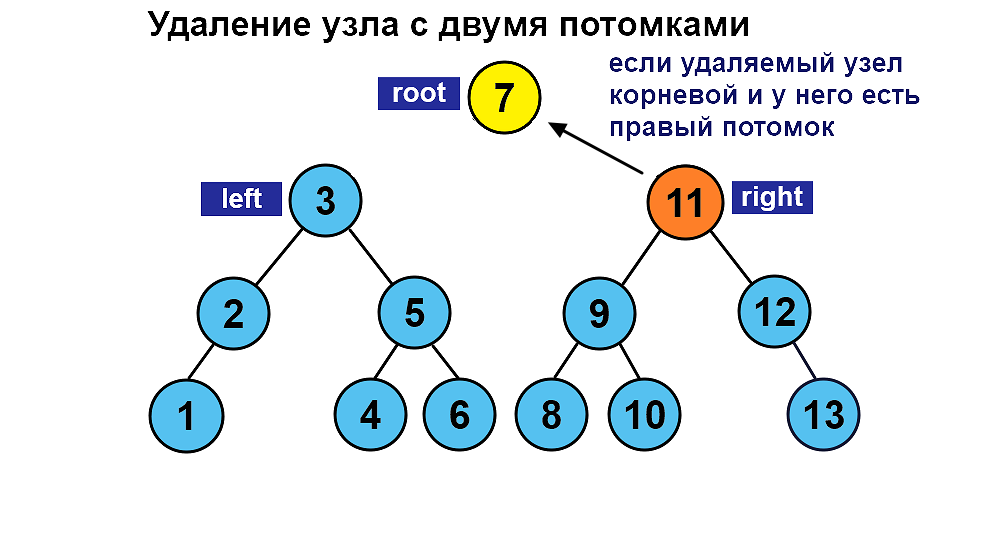 Удаление узла с двумя потомками
если удаляемый узел
корневой и у него есть
правый потомок
root
7
left
3
11
right
2
5
9
12
1
4
6
8
10
13